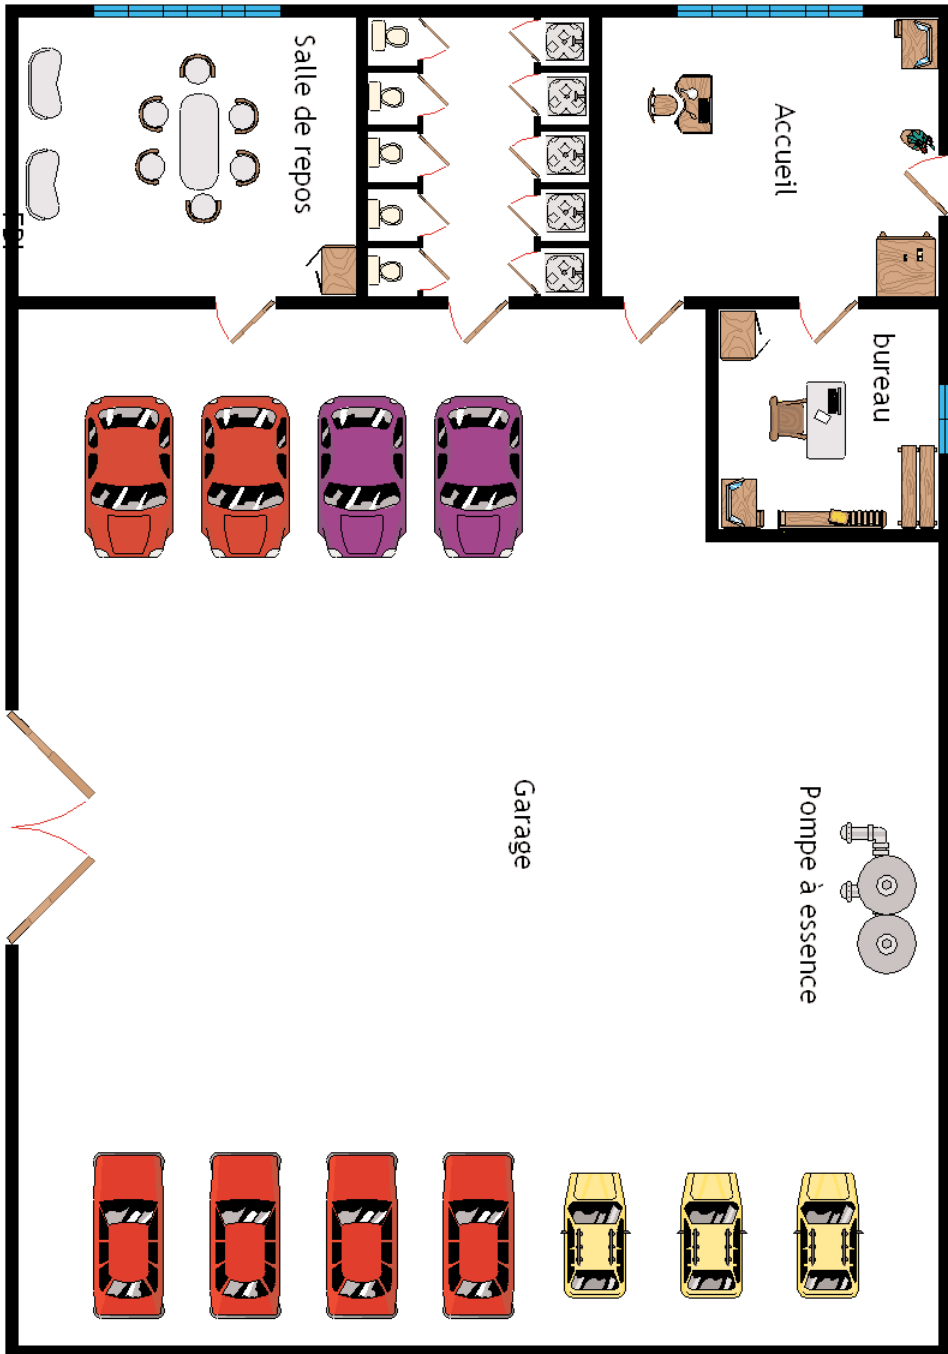 Salle de repos
Accueil
bureau
Garage
Pompe à essence